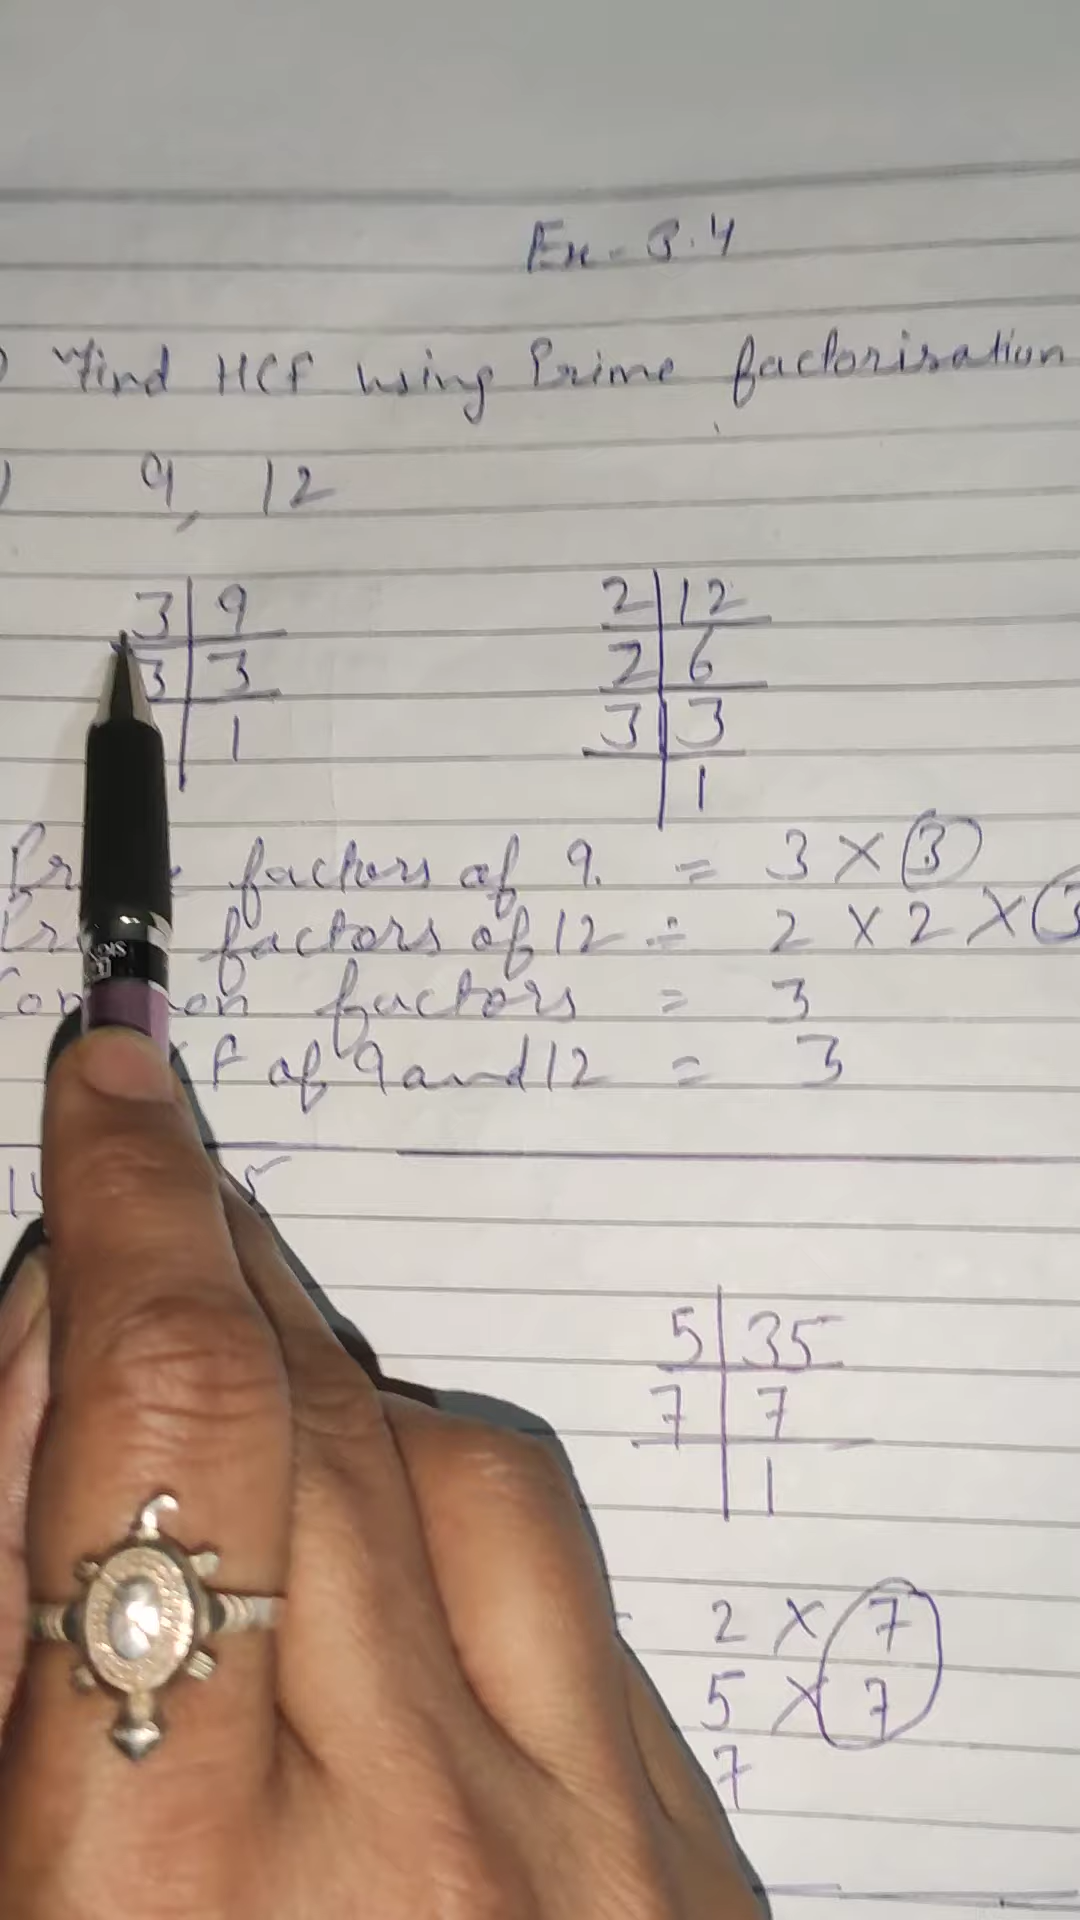 Ex - 3.4
Find HCF using Prime factorisation
9, 12
3 | 9
3 | 3
1
2 | 12
2 | 6
3 | 3
1
factors of 9. = 3 × 3
factors of 12 = 2 × 2 × 3
factors = 3
of 9 and 12 = 3
5 | 35
7 | 7
1
2 × 7
5 × 7
7